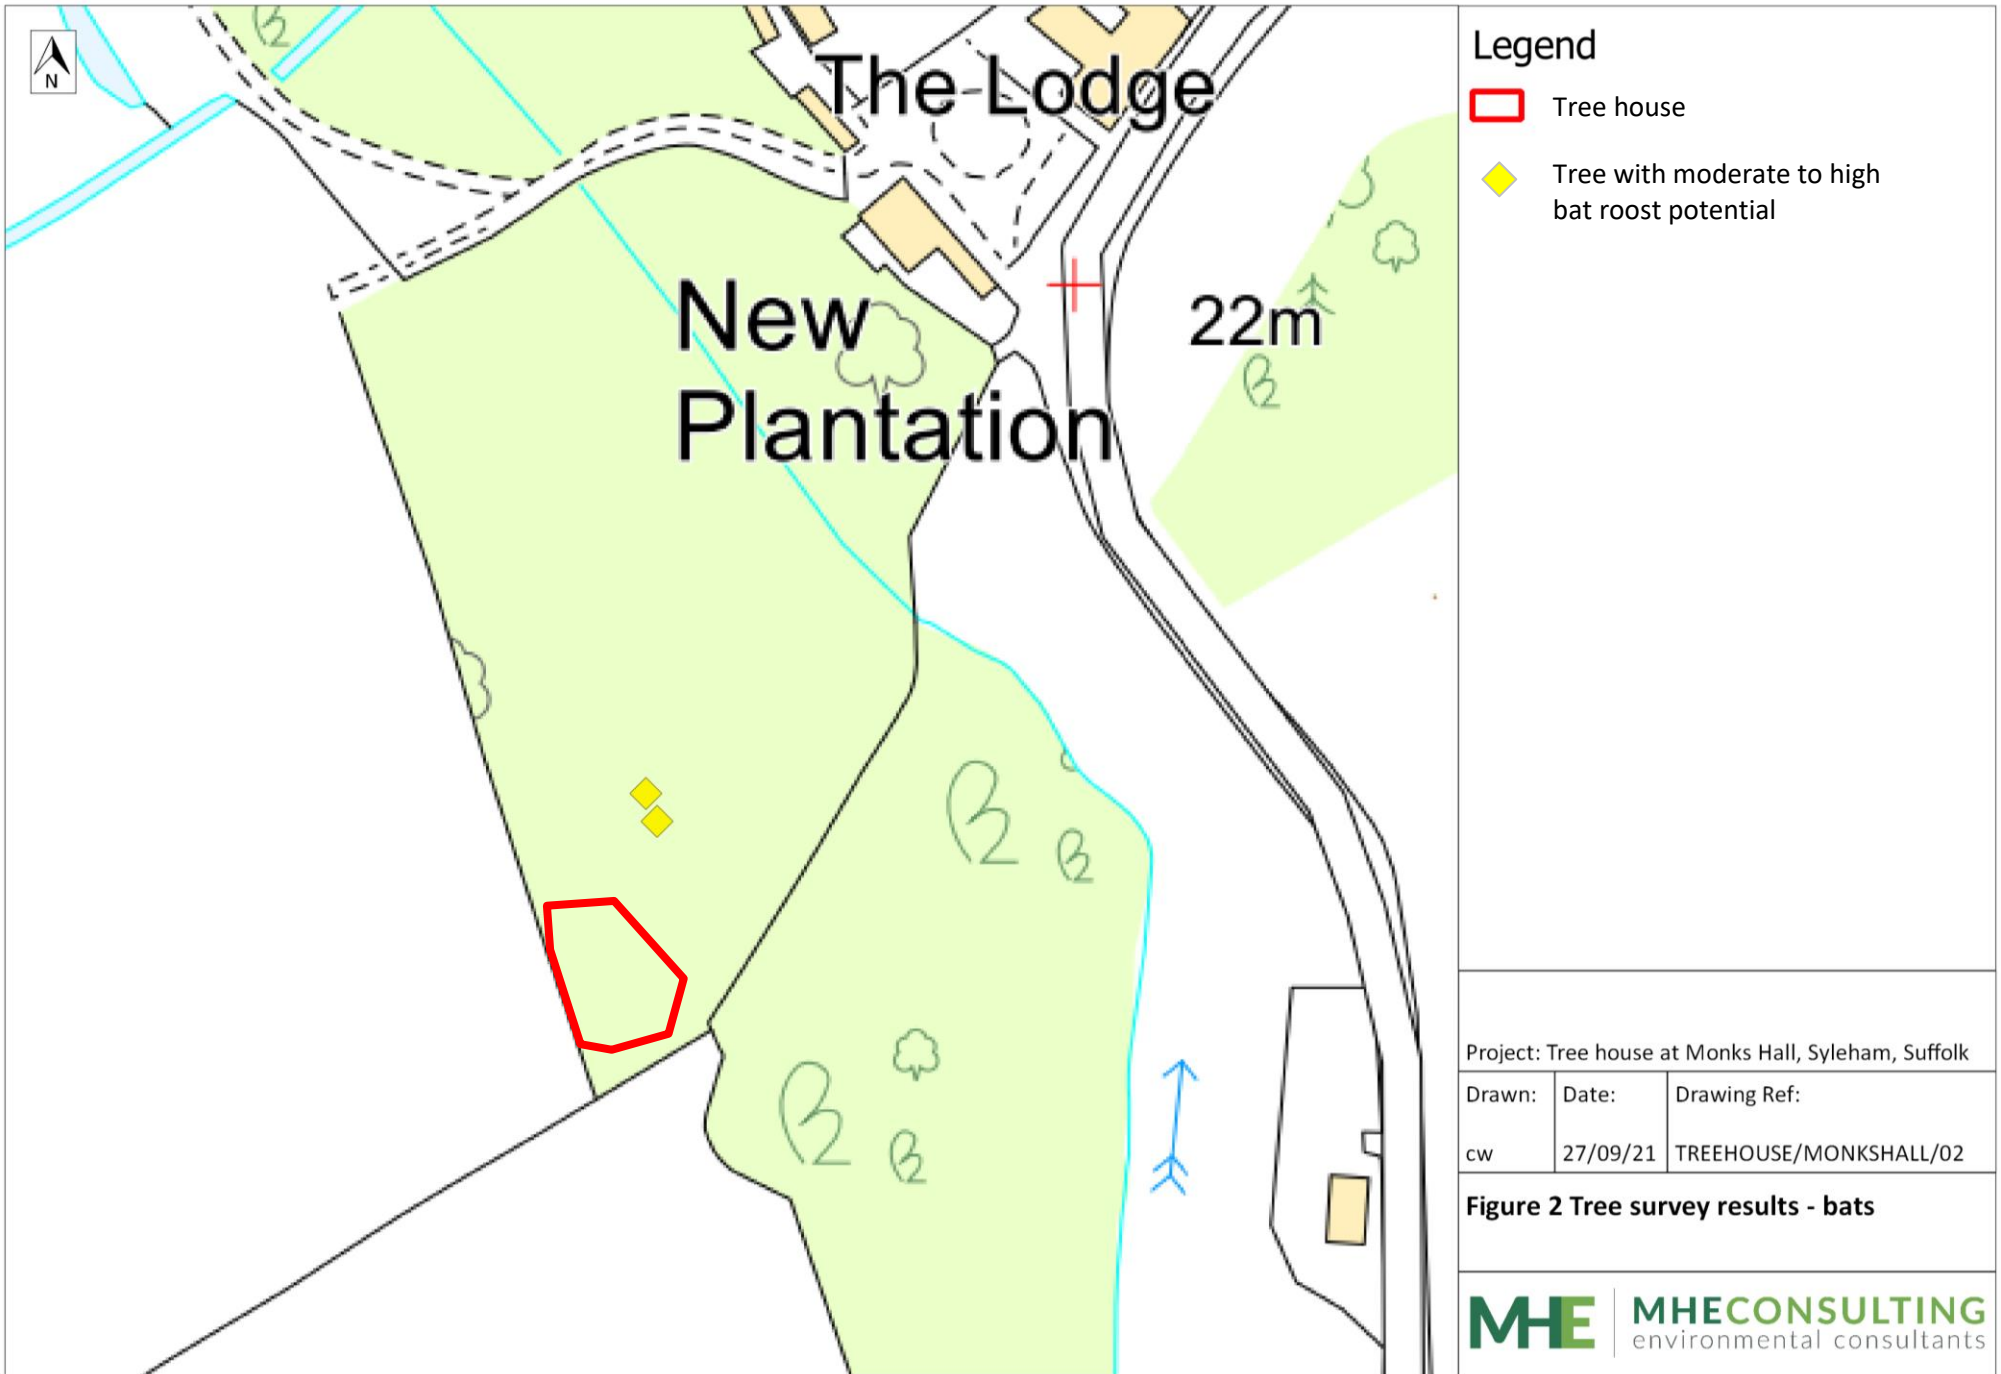 N
The Lodge
New
Plantation
22m
Legend
Tree house
Tree with moderate to high
bat roost potential
Project: Tree house at Monks Hall, Syleham, Suffolk
Drawn:
Date:
Drawing Ref:
cw
27/09/21
TREEHOUSE/MONKSHALL/02
Figure 2 Tree survey results - bats
MHE
MHECONSULTING
environmental consultants